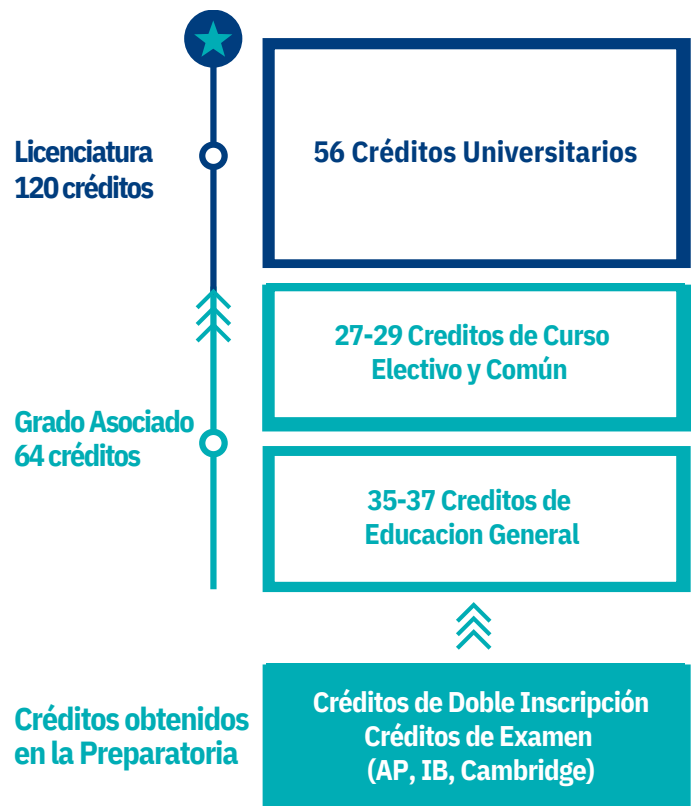 Licenciatura
120 créditos
56 Créditos Universitarios
27-29 Creditos de Curso
Electivo y Común
Grado Asociado
64 créditos
35-37 Creditos de
Educacion General
Créditos obtenidos
en la Preparatoria
Créditos de Doble Inscripción
Créditos de Examen
(AP, IB, Cambridge)